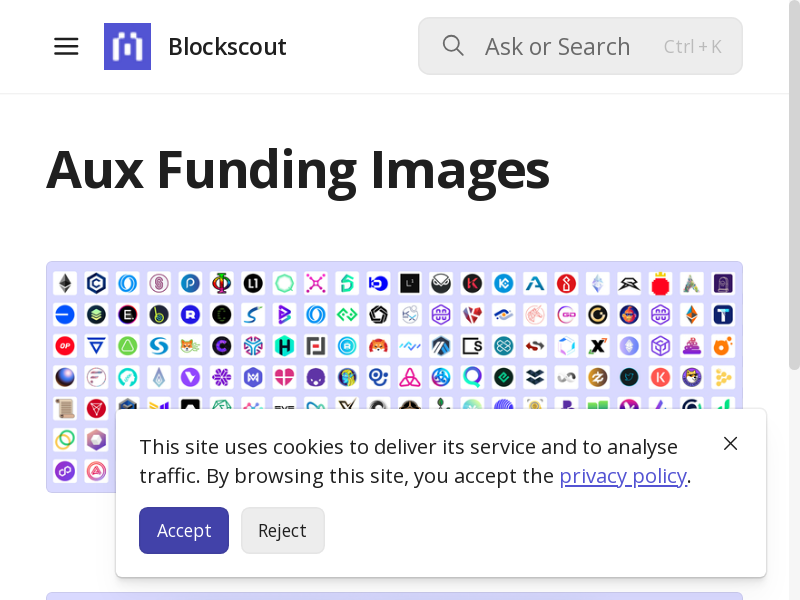 Blockscout
Ask or Search
Ctrl + K
Aux Funding Images
This site uses cookies to deliver its service and to analyse
traffic. By browsing this site, you accept the privacy policy.
Accept
Reject